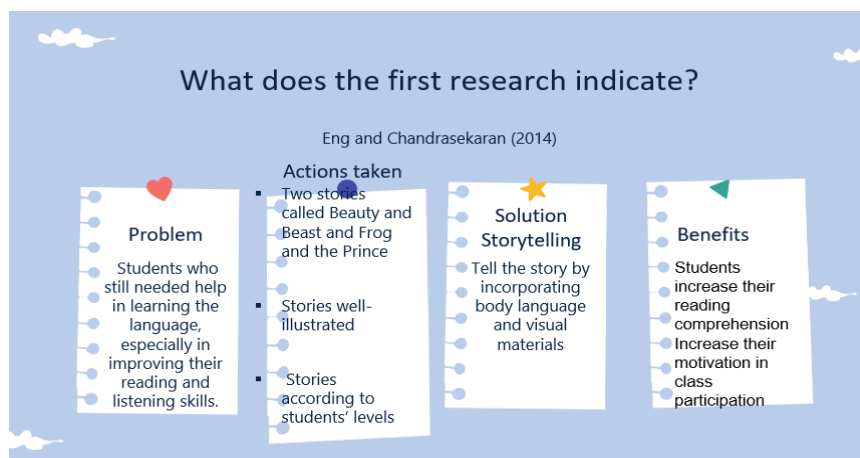 What does the first research indicate?
Eng and Chandrasekaran (2014)
Problem
Students who
still needed help
in learning the
language,
especially in
improving their
reading and
listening skills.
Actions taken
▪ Two stories
called Beauty and
Beast and Frog
and the Prince
▪ Stories well-
illustrated
▪ Stories
according to
students' levels
Solution
Storytelling
Tell the story by
incorporating
body language
and visual
materials
Benefits
Students
increase their
reading
comprehension
Increase their
motivation in
class
participation